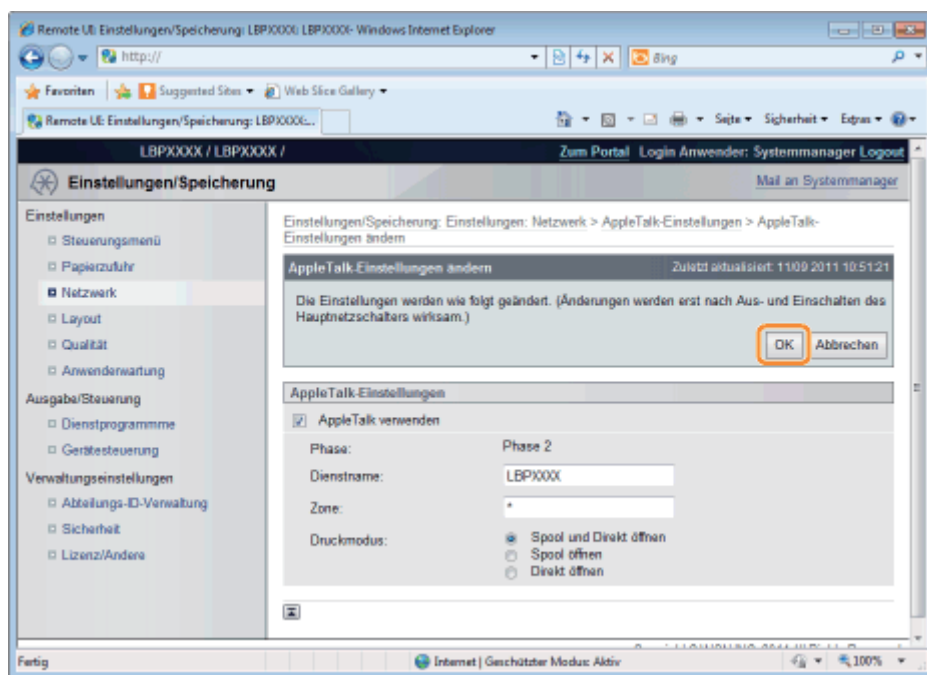 Remote UI: Einstellungen/Speicherung: LBPXXXX: LBPXXXX- Windows Internet Explorer
http://
Bing
Favoriten Suggested Sites Web Slice Gallery
Remote UI: Einstellungen/Speicherung: LBPXXXX:... Seite Sicherheit Extras
LBPXXXX / LBPXXXX / Zum Portal Login Anwender: Systemmanager Logout
Einstellungen/Speicherung Mail an Systemmanager
Einstellungen
Steuerungsmenü
Papierzufuhr
Netzwerk
Layout
Qualität
Anwenderwartung
Ausgabe/Steuerung
Dienstprogrammme
Gerätesteuerung
Verwaltungseinstellungen
Abteilungs-ID-Verwaltung
Sicherheit
Lizenz/Andere
Einstellungen/Speicherung: Einstellungen: Netzwerk > AppleTalk-Einstellungen > AppleTalk-
Einstellungen ändern
AppleTalk-Einstellungen ändern Zuletzt aktualisiert: 11/09 2011 10:51:21
Die Einstellungen werden wie folgt geändert. (Änderungen werden erst nach Aus- und Einschalten des
Hauptnetzschalters wirksam.)
OK Abbrechen
AppleTalk-Einstellungen
AppleTalk verwenden
Phase: Phase 2
Dienstname: LBPXXXX
Zone: *
Druckmodus: Spool und Direkt öffnen
Spool öffnen
Direkt öffnen
Fertig Internet | Geschützter Modus: Aktiv 100%